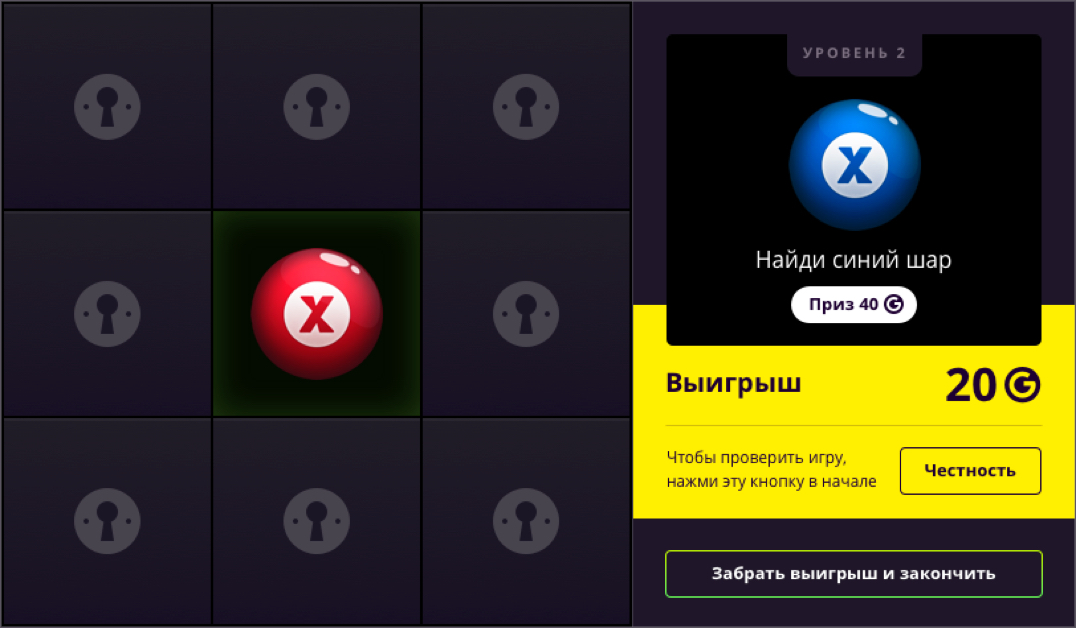 УРОВЕНЬ 2
X
Найди синий шар
Приз 40 G
X
Выигрыш
20 G
Чтобы проверить игру,
нажми эту кнопку в начале
Честность
Забрать выигрыш и закончить